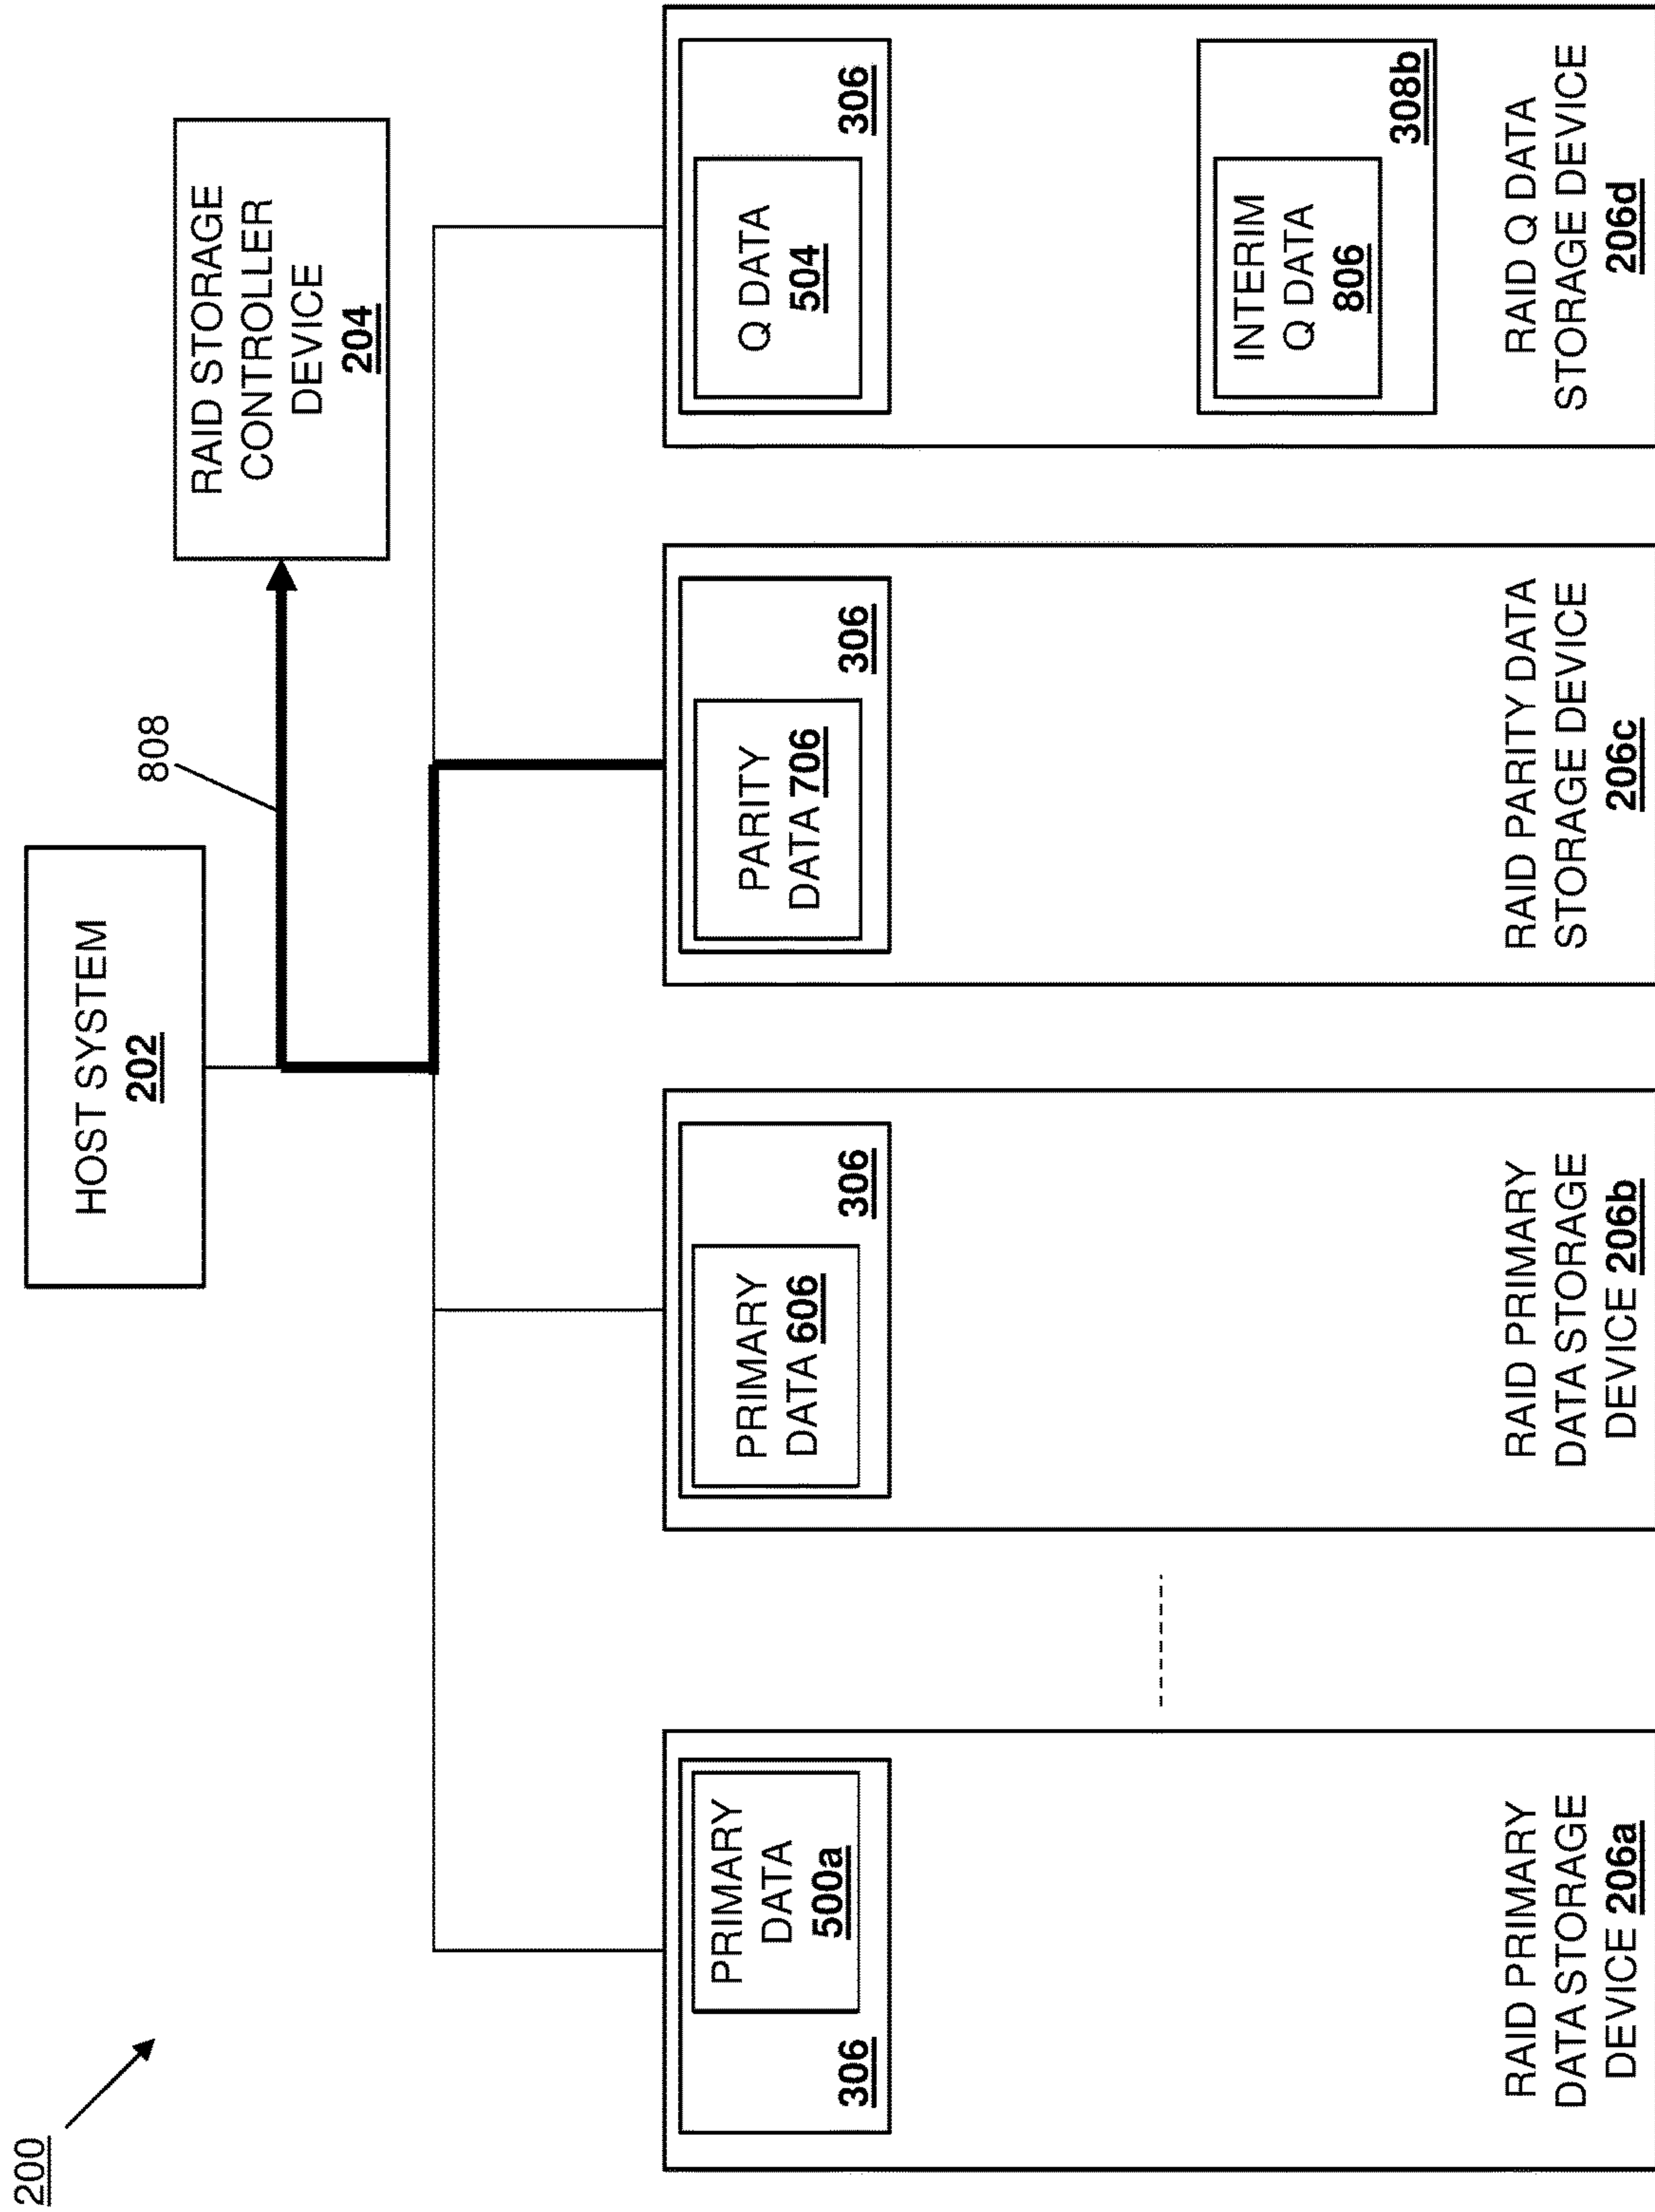 200
HOST SYSTEM
202
808
RAID STORAGE
CONTROLLER
DEVICE
204
306
PRIMARY
DATA
500a
RAID PRIMARY
DATA STORAGE
DEVICE 206a
PRIMARY
DATA 606
306
RAID PRIMARY
DATA STORAGE
DEVICE 206b
PARITY
DATA 706
306
RAID PARITY DATA
STORAGE DEVICE
206c
Q DATA
504
306
INTERIM
Q DATA
806
308b
RAID Q DATA
STORAGE DEVICE
206d